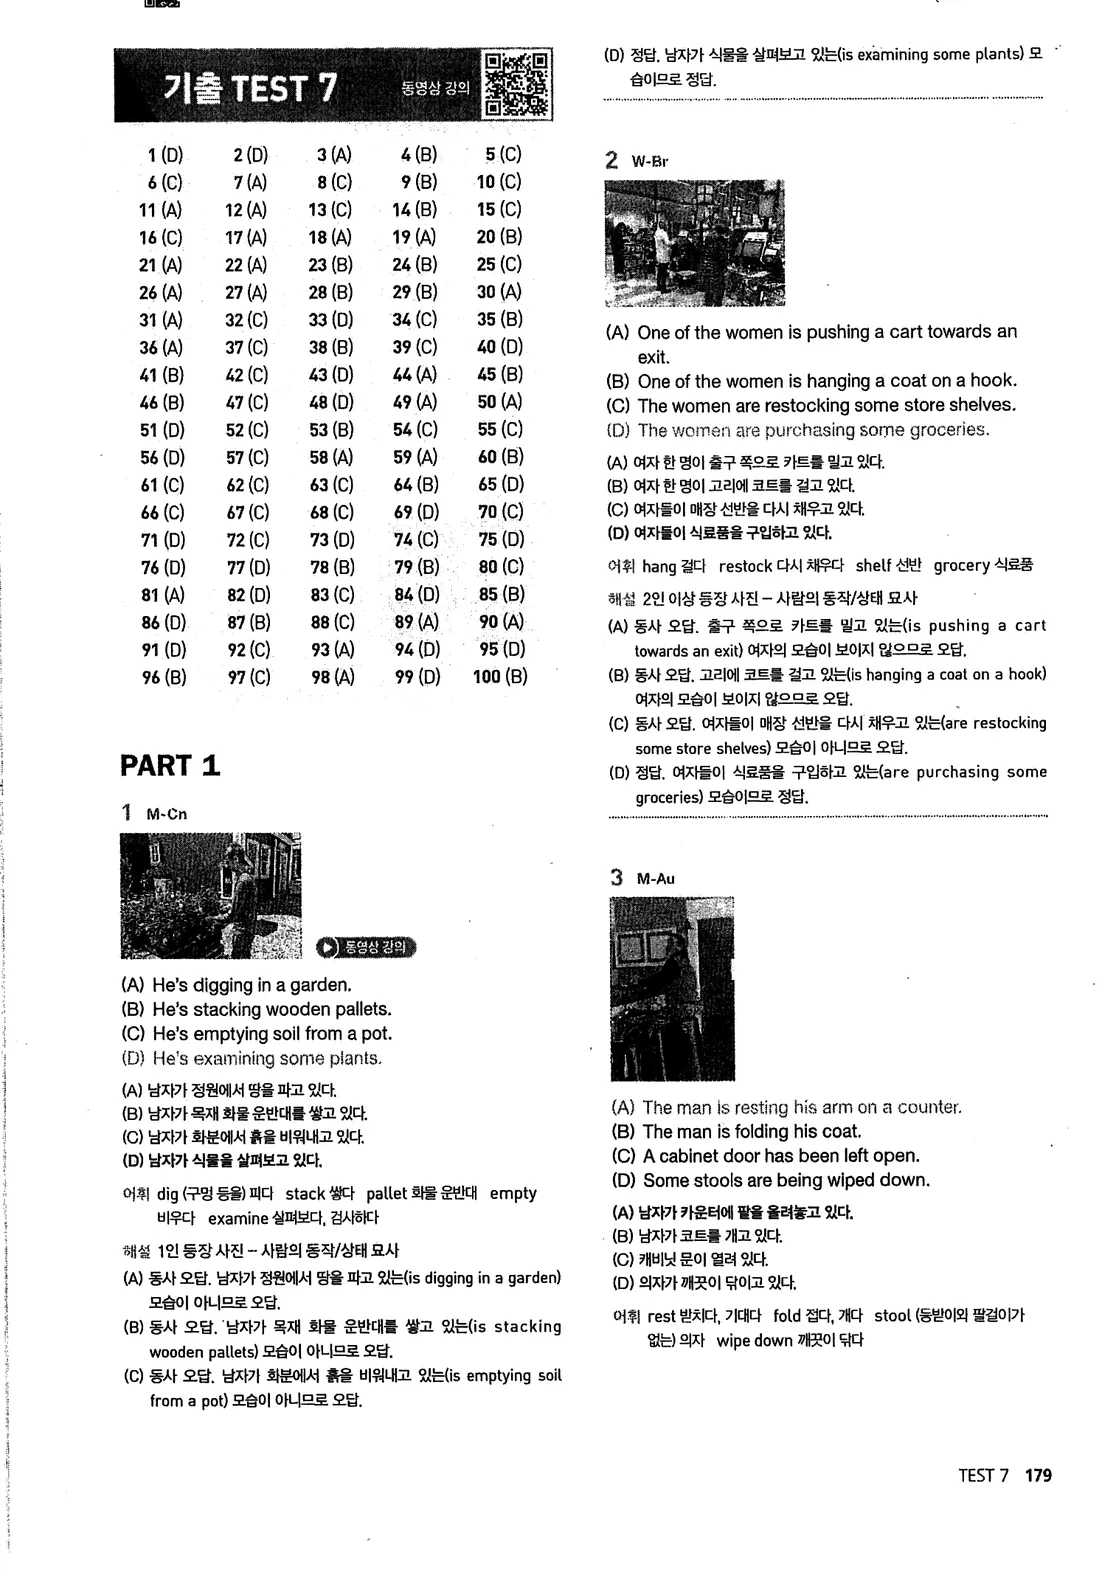 기출 TEST 7 동영상 강의
1 (D) 2 (D) 3 (A) 4 (B) 5 (C)
6 (C) 7 (A) 8 (C) 9 (B) 10 (C)
11 (A) 12 (A) 13 (C) 14 (B) 15 (C)
16 (C) 17 (A) 18 (A) 19 (A) 20 (B)
21 (A) 22 (A) 23 (B) 24 (B) 25 (C)
26 (A) 27 (A) 28 (B) 29 (B) 30 (A)
31 (A) 32 (C) 33 (D) 34 (C) 35 (B)
36 (A) 37 (C) 38 (B) 39 (C) 40 (D)
41 (B) 42 (C) 43 (D) 44 (A) 45 (B)
46 (B) 47 (C) 48 (D) 49 (A) 50 (A)
51 (D) 52 (C) 53 (B) 54 (C) 55 (C)
56 (D) 57 (C) 58 (A) 59 (A) 60 (B)
61 (C) 62 (C) 63 (C) 64 (B) 65 (D)
66 (C) 67 (C) 68 (C) 69 (D) 70 (C)
71 (D) 72 (C) 73 (D) 74 (C) 75 (D)
76 (D) 77 (D) 78 (B) 79 (B) 80 (C)
81 (A) 82 (D) 83 (C) 84 (D) 85 (B)
86 (D) 87 (B) 88 (C) 89 (A) 90 (A)
91 (D) 92 (C) 93 (A) 94 (D) 95 (D)
96 (B) 97 (C) 98 (A) 99 (D) 100 (B)
PART 1
1 M-Cn
동영상 강의
(A) He's digging in a garden.
(B) He's stacking wooden pallets.
(C) He's emptying soil from a pot.
(D) He's examining some plants.
(A) 남자가 정원에서 땅을 파고 있다.
(B) 남자가 목재 화물 운반대를 쌓고 있다.
(C) 남자가 화분에서 흙을 비워내고 있다.
(D) 남자가 식물을 살펴보고 있다.
어휘 dig (구멍 등을) 파다 stack 쌓다 pallet 화물 운반대 empty
비우다 examine 살펴보다, 검사하다
해설 1인 등장 사진 – 사람의 동작/상태 묘사
(A) 동사 오답. 남자가 정원에서 땅을 파고 있는(is digging in a garden)
모습이 아니므로 오답.
(B) 동사 오답. 남자가 목재 화물 운반대를 쌓고 있는(is stacking
wooden pallets) 모습이 아니므로 오답.
(C) 동사 오답. 남자가 화분에서 흙을 비워내고 있는(is emptying soil
from a pot) 모습이 아니므로 오답.
(D) 정답. 남자가 식물을 살펴보고 있는(is examining some plants) 모
습이므로 정답.
2 W-Br
(A) One of the women is pushing a cart towards an
exit.
(B) One of the women is hanging a coat on a hook.
(C) The women are restocking some store shelves.
(D) The women are purchasing some groceries.
(A) 여자 한 명이 출구 쪽으로 카트를 밀고 있다.
(B) 여자 한 명이 고리에 코트를 걸고 있다.
(C) 여자들이 매장 선반을 다시 채우고 있다.
(D) 여자들이 식료품을 구입하고 있다.
어휘 hang 걸다 restock 다시 채우다 shelf 선반 grocery 식료품
해설 2인 이상 등장 사진 – 사람의 동작/상태 묘사
(A) 동사 오답. 출구 쪽으로 카트를 밀고 있는(is pushing a cart
towards an exit) 여자의 모습이 보이지 않으므로 오답.
(B) 동사 오답. 고리에 코트를 걸고 있는(is hanging a coat on a hook)
여자의 모습이 보이지 않으므로 오답.
(C) 동사 오답. 여자들이 매장 선반을 다시 채우고 있는(are restocking
some store shelves) 모습이 아니므로 오답.
(D) 정답. 여자들이 식료품을 구입하고 있는(are purchasing some
groceries) 모습이므로 정답.
3 M-Au
(A) The man is resting his arm on a counter.
(B) The man is folding his coat.
(C) A cabinet door has been left open.
(D) Some stools are being wiped down.
(A) 남자가 카운터에 팔을 올려놓고 있다.
(B) 남자가 코트를 개고 있다.
(C) 캐비닛 문이 열려 있다.
(D) 의자가 깨끗이 닦이고 있다.
어휘 rest 받치다, 기대다 fold 접다, 개다 stool (등받이와 팔걸이가
없는) 의자 wipe down 깨끗이 닦다
TEST 7 179